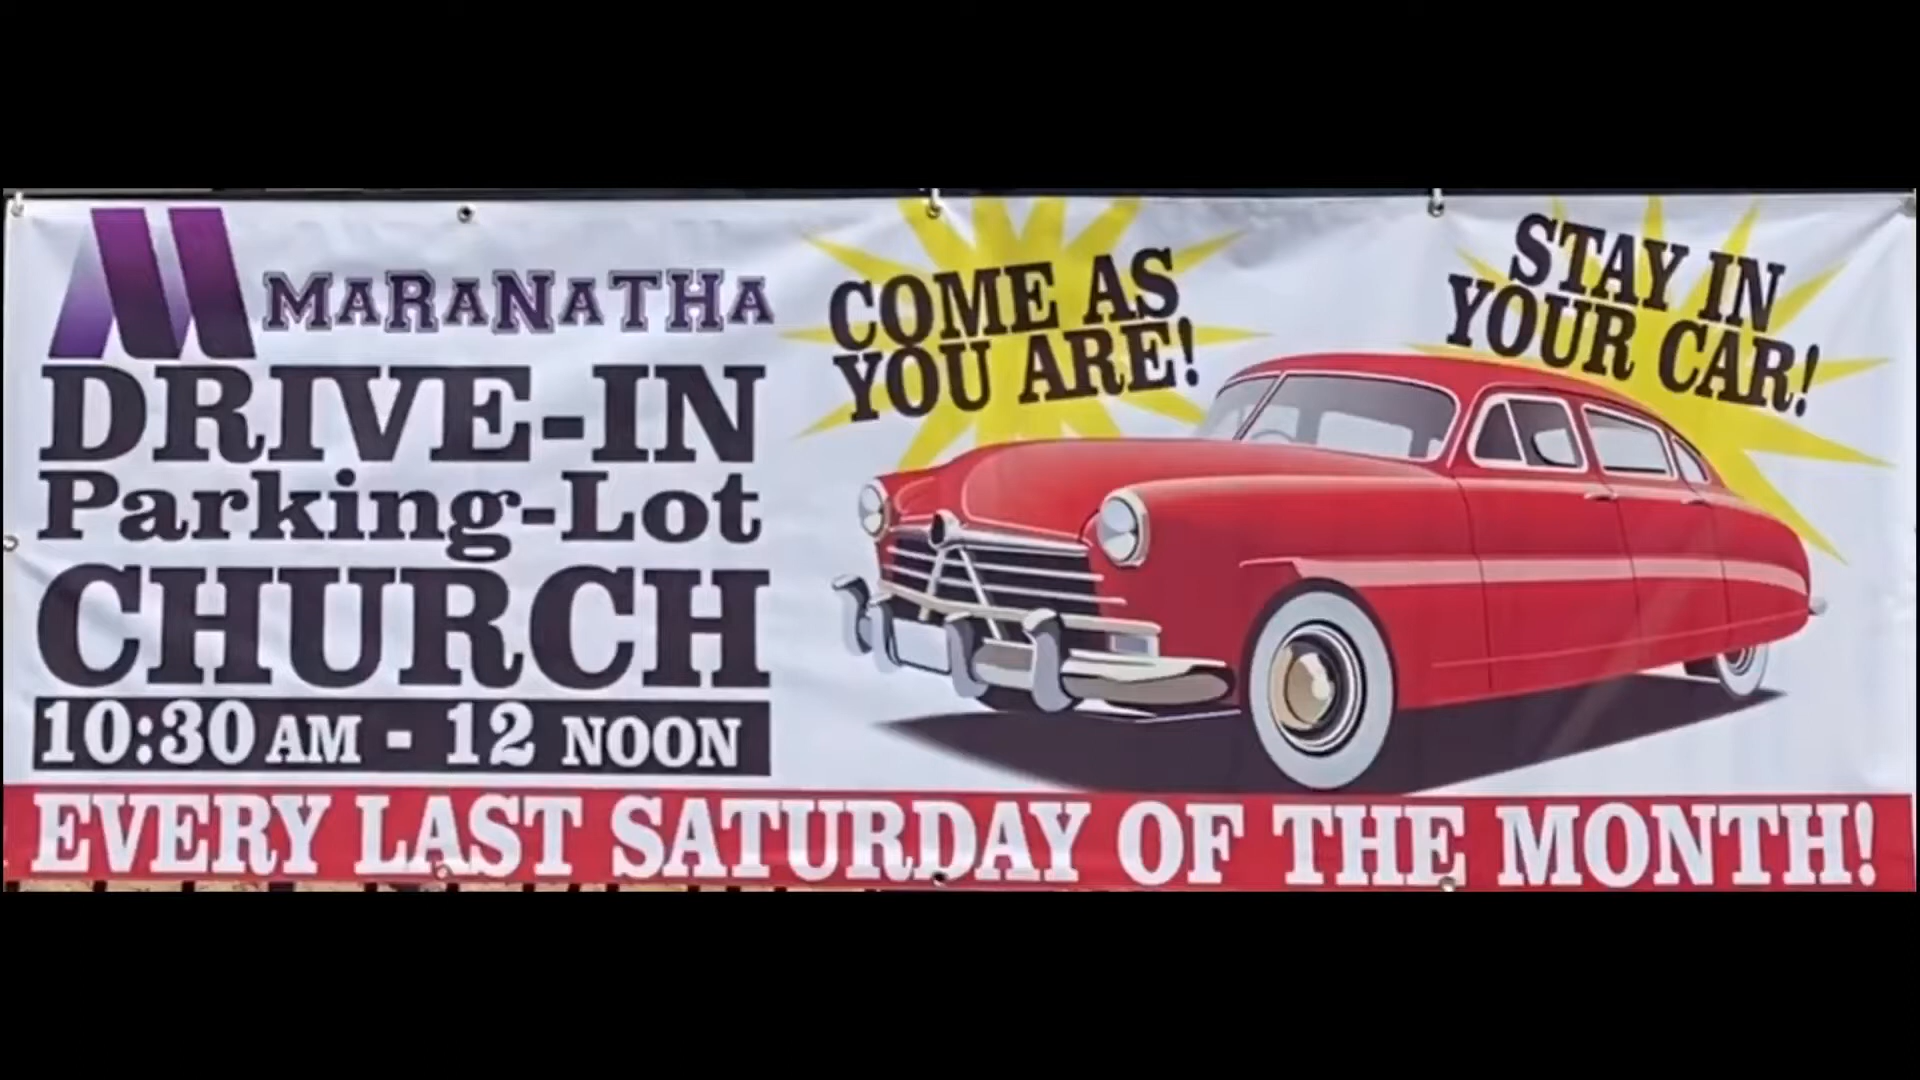 MARANATHA
DRIVE-IN
Parking-Lot
CHURCH
10:30 AM - 12 NOON
COME AS
YOU ARE!
STAY IN
YOUR CAR!
EVERY LAST SATURDAY OF THE MONTH!